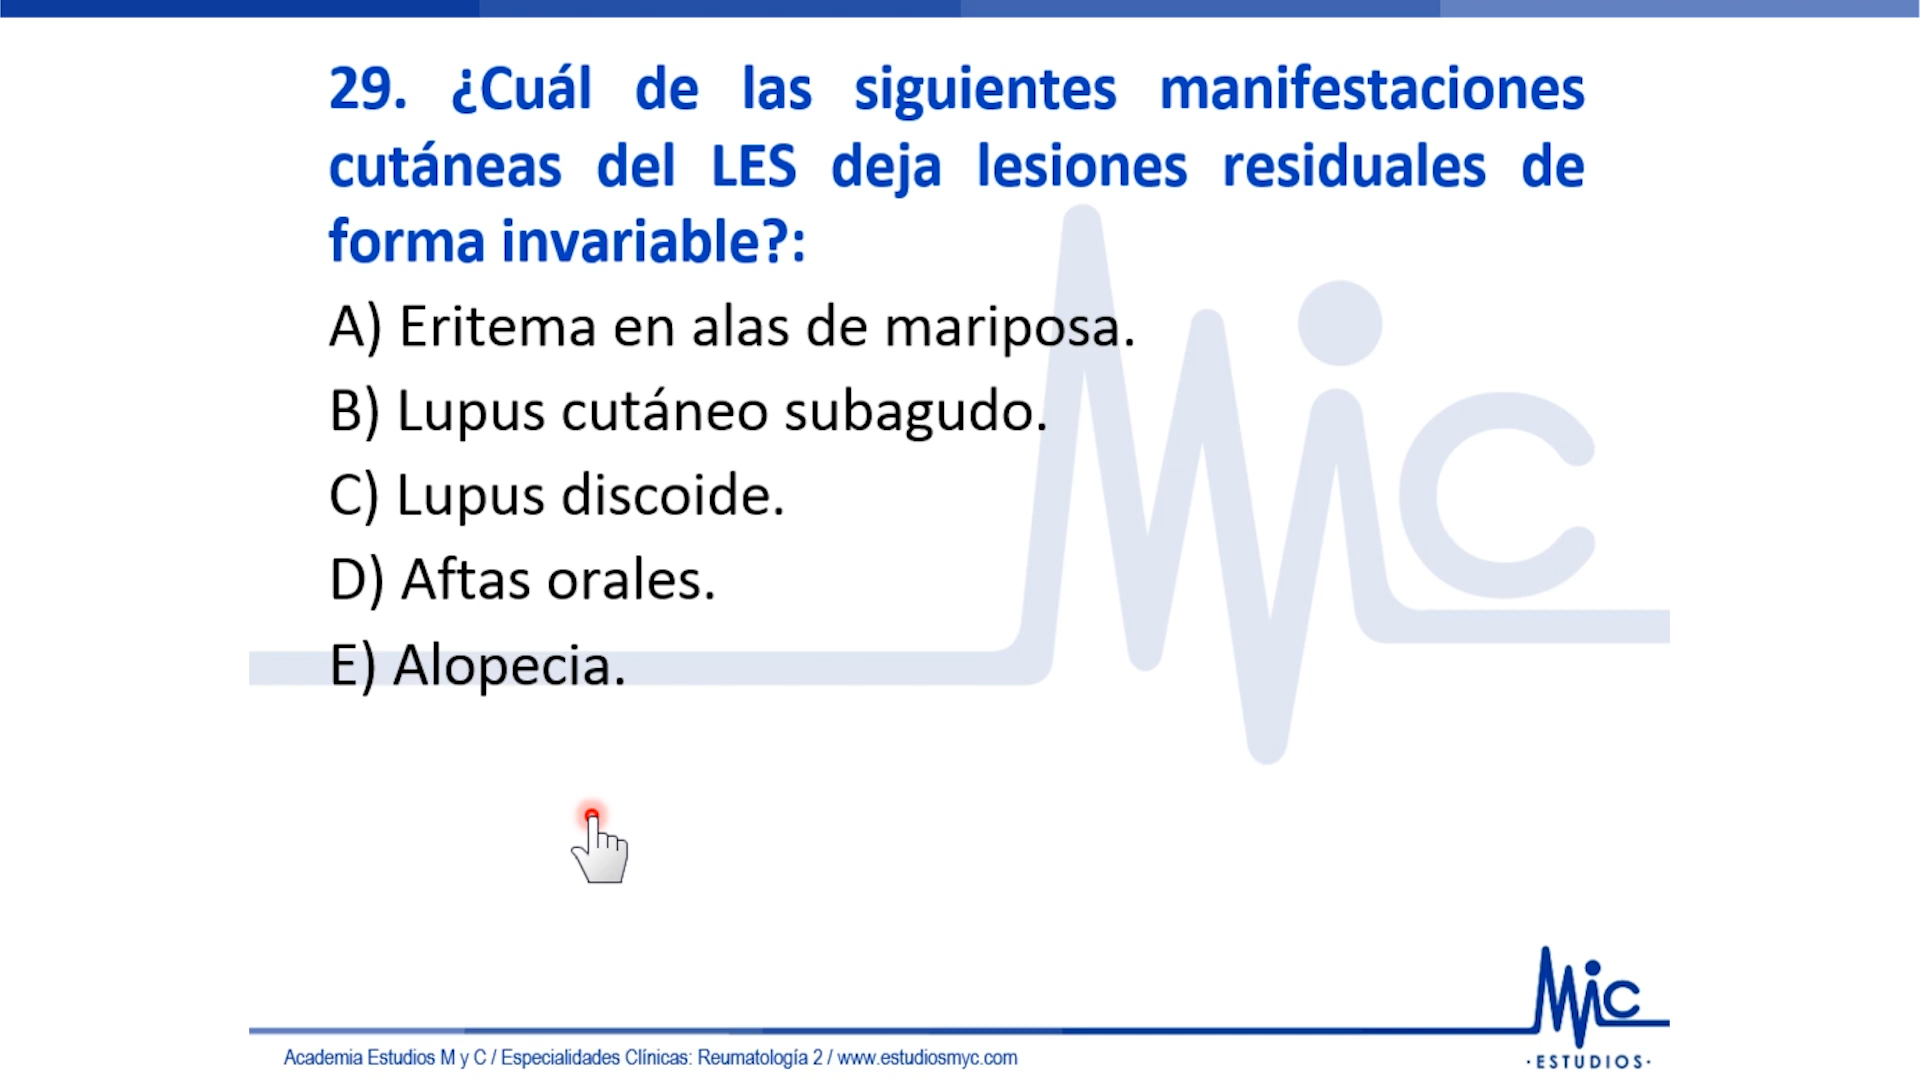 29. ¿Cuál de las siguientes manifestaciones
cutáneas del LES deja lesiones residuales de
forma invariable?:
A) Eritema en alas de mariposa.
B) Lupus cutáneo subagudo.
C) Lupus discoide.
D) Aftas orales.
E) Alopecia.
MiC
MiC
·ESTUDIOS·
Academia Estudios M y C / Especialidades Clínicas: Reumatología 2 / www.estudiosmyc.com